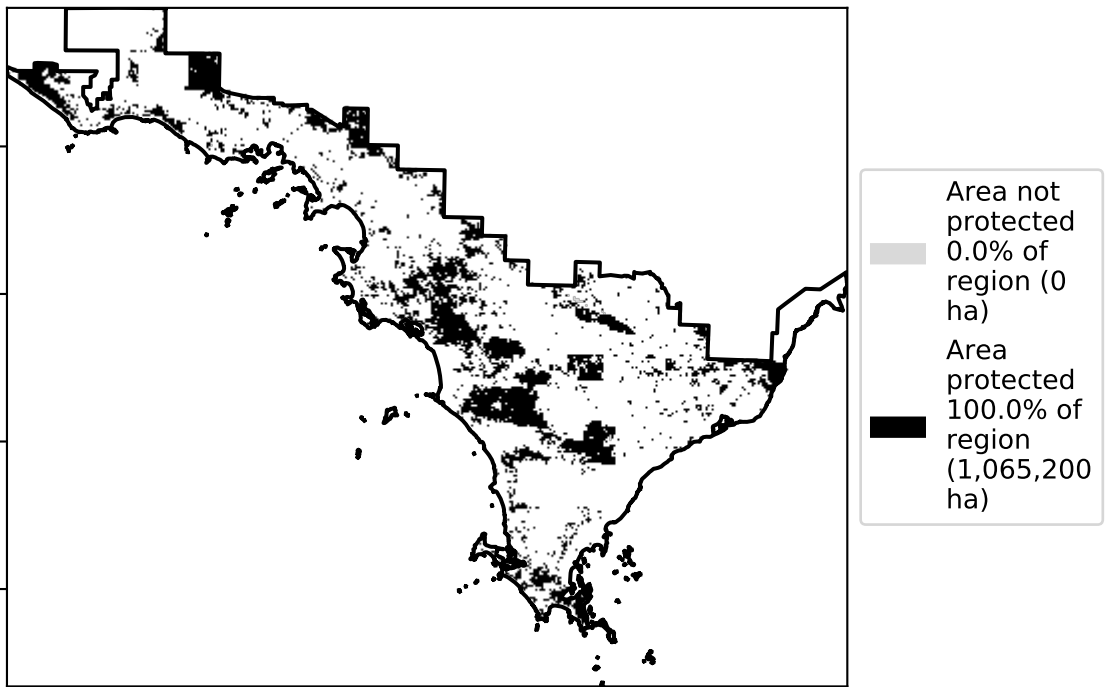 Area not
protected
0.0% of
region (0
ha)
Area
protected
100.0% of
region
(1,065,200
ha)